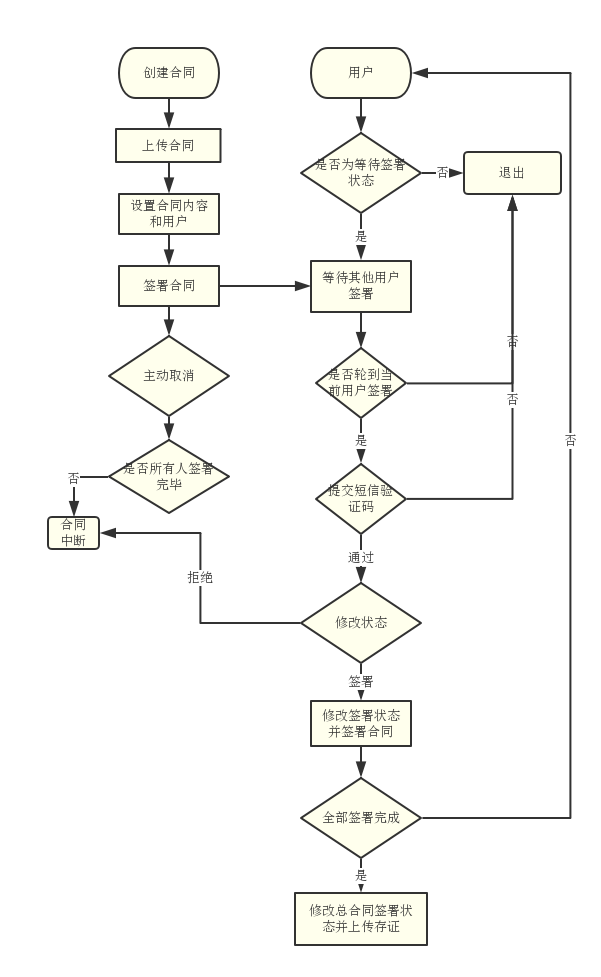 创建合同
上传合同
设置合同内容
和用户
签署合同
主动取消
是否所有人签署
完毕
否
合同
中断
拒绝
用户
是否为等待签署
状态
否
退出
是
等待其他用户
签署
是否轮到当
前用户签署
否
是
提交短信验
证码
否
通过
修改状态
签署
修改签署状态
并签署合同
全部签署完成
否
是
修改总合同签署状
态并上传存证